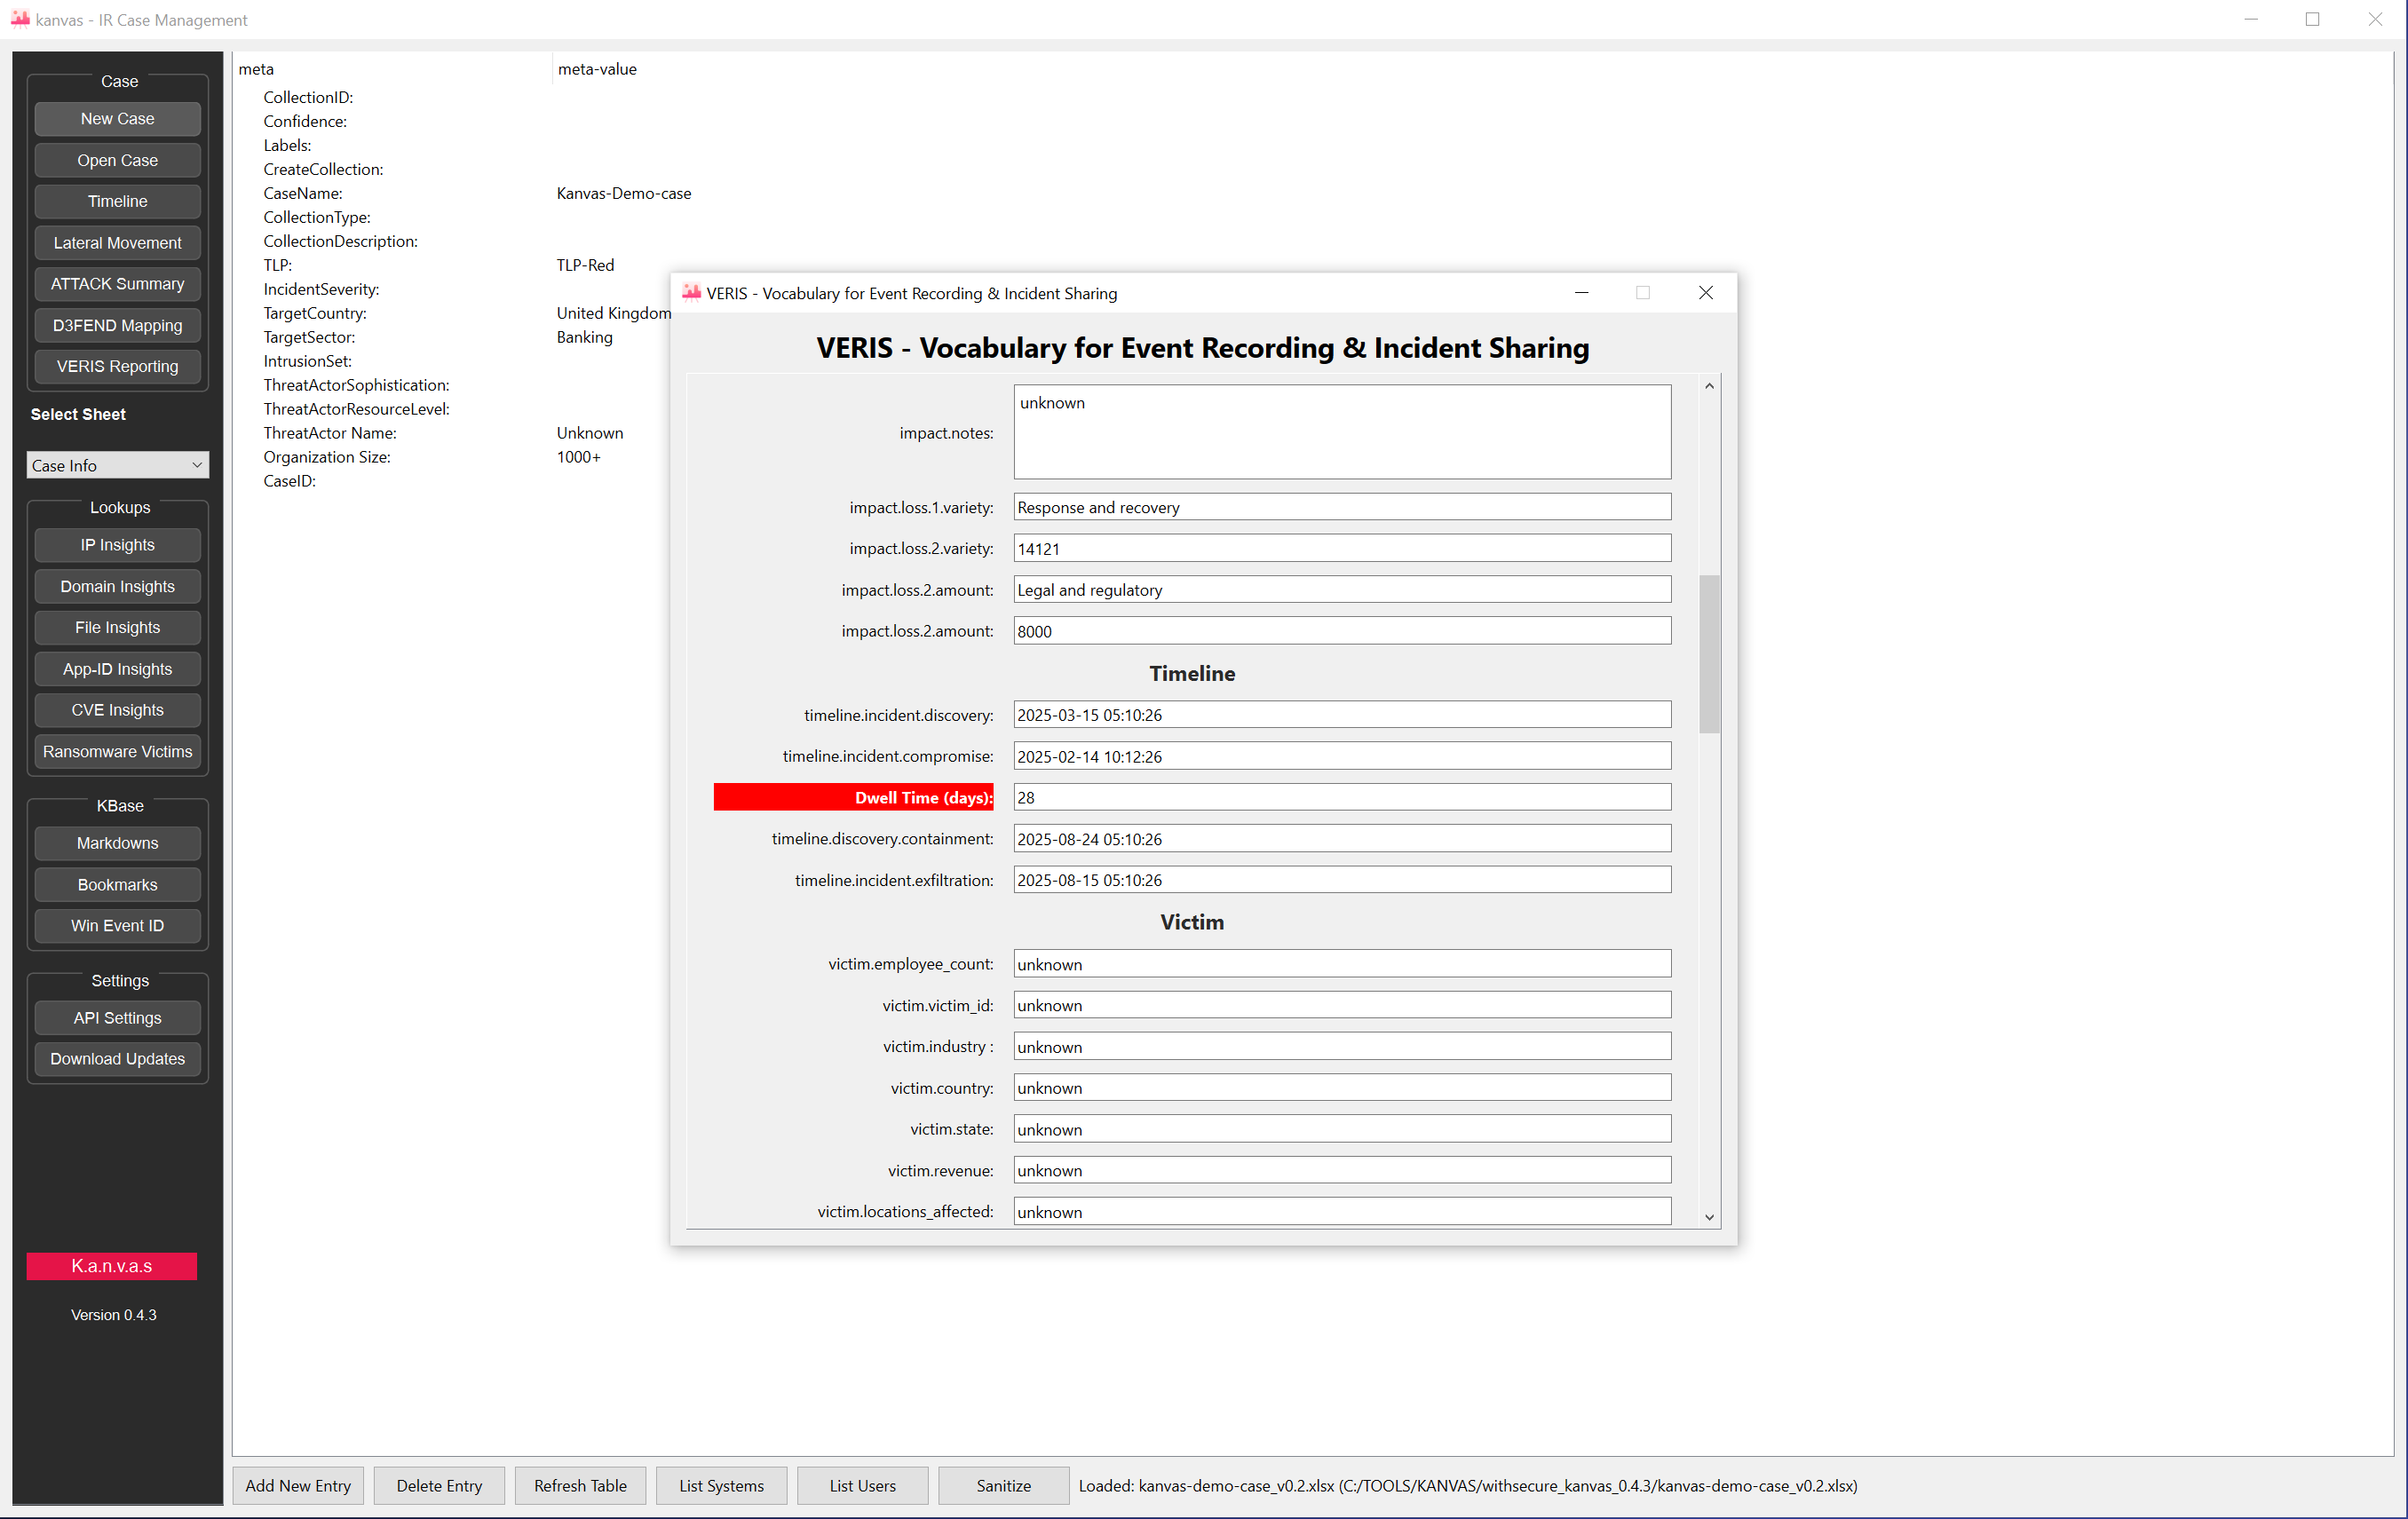 kanvas - IR Case Management
Case
New Case
Open Case
Timeline
Lateral Movement
ATTACK Summary
D3FEND Mapping
VERIS Reporting
Select Sheet
Case Info
Lookups
IP Insights
Domain Insights
File Insights
App-ID Insights
CVE Insights
Ransomware Victims
KBase
Markdowns
Bookmarks
Win Event ID
Settings
API Settings
Download Updates
K.a.n.v.a.s
Version 0.4.3
meta meta-value
CollectionID:
Confidence:
Labels:
CreateCollection:
CaseName: Kanvas-Demo-case
CollectionType:
CollectionDescription:
TLP: TLP-Red
IncidentSeverity:
TargetCountry: United Kingdom
TargetSector: Banking
IntrusionSet:
ThreatActorSophistication:
ThreatActorResourceLevel:
ThreatActor Name: Unknown
Organization Size: 1000+
CaseID:
VERIS - Vocabulary for Event Recording & Incident Sharing
VERIS - Vocabulary for Event Recording & Incident Sharing
impact.notes: unknown
impact.loss.1.variety: Response and recovery
impact.loss.2.variety: 14121
impact.loss.2.amount: Legal and regulatory
impact.loss.2.amount: 8000
Timeline
timeline.incident.discovery: 2025-03-15 05:10:26
timeline.incident.compromise: 2025-02-14 10:12:26
Dwell Time (days): 28
timeline.discovery.containment: 2025-08-24 05:10:26
timeline.incident.exfiltration: 2025-08-15 05:10:26
Victim
victim.employee_count: unknown
victim.victim_id: unknown
victim.industry : unknown
victim.country: unknown
victim.state: unknown
victim.revenue: unknown
victim.locations_affected: unknown
Add New Entry Delete Entry Refresh Table List Systems List Users Sanitize Loaded: kanvas-demo-case_v0.2.xlsx (C:/TOOLS/KANVAS/withsecure_kanvas_0.4.3/kanvas-demo-case_v0.2.xlsx)